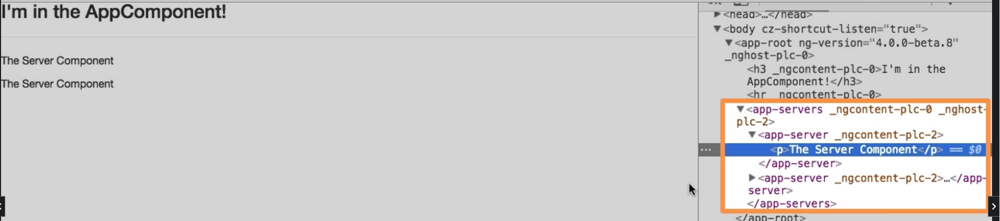 I'm in the AppComponent!
The Server Component
The Server Component
▶<head>…</head>
▼<body cz-shortcut-listen="true">
▼<app-root ng-version="4.0.0-beta.8"
_nghost-plc-0>
<h3 _ngcontent-plc-0>I'm in the
AppComponent!</h3>
<hr _ngcontent-plc-0>
▼<app-servers _ngcontent-plc-0 _nghost-
plc-2>
▼<app-server _ngcontent-plc-2>
<p>The Server Component</p> == $0
</app-server>
▶<app-server _ngcontent-plc-2>…</app-
server>
</app-servers>
</app-root>